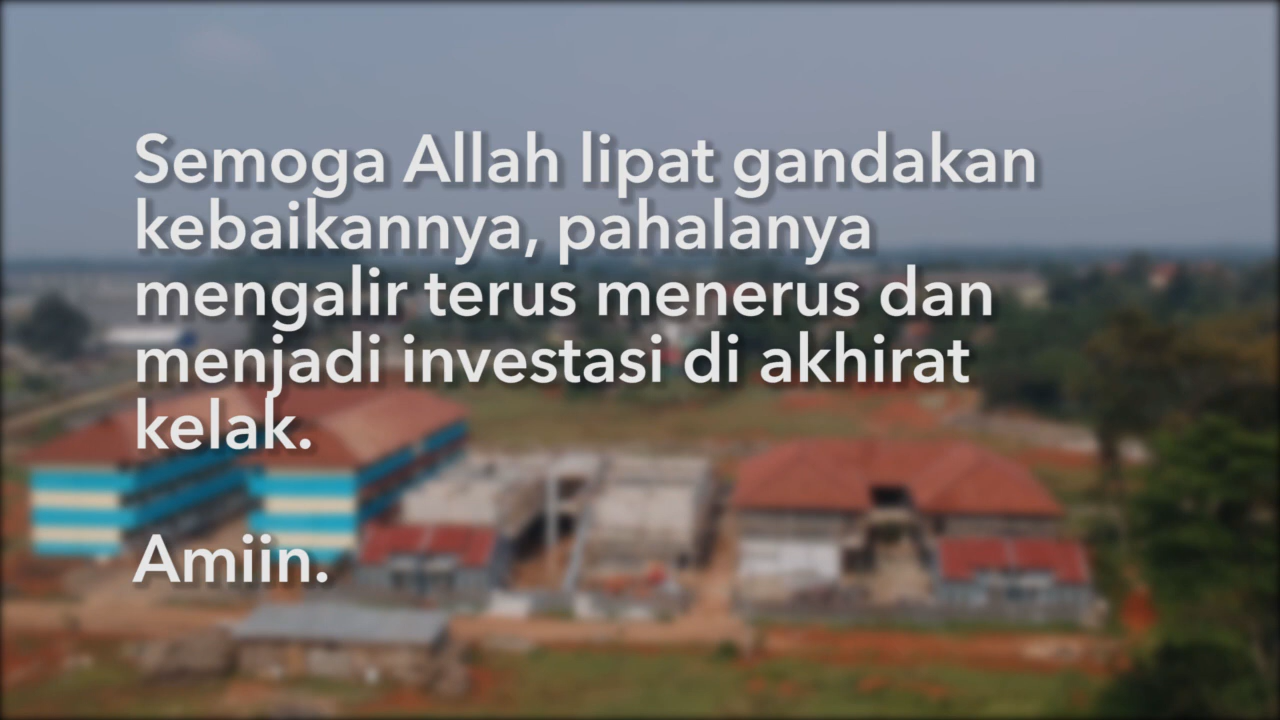 Semoga Allah lipat gandakan
kebaikannya, pahalanya
mengalir terus menerus dan
menjadi investasi di akhirat
kelak.
Amiin.